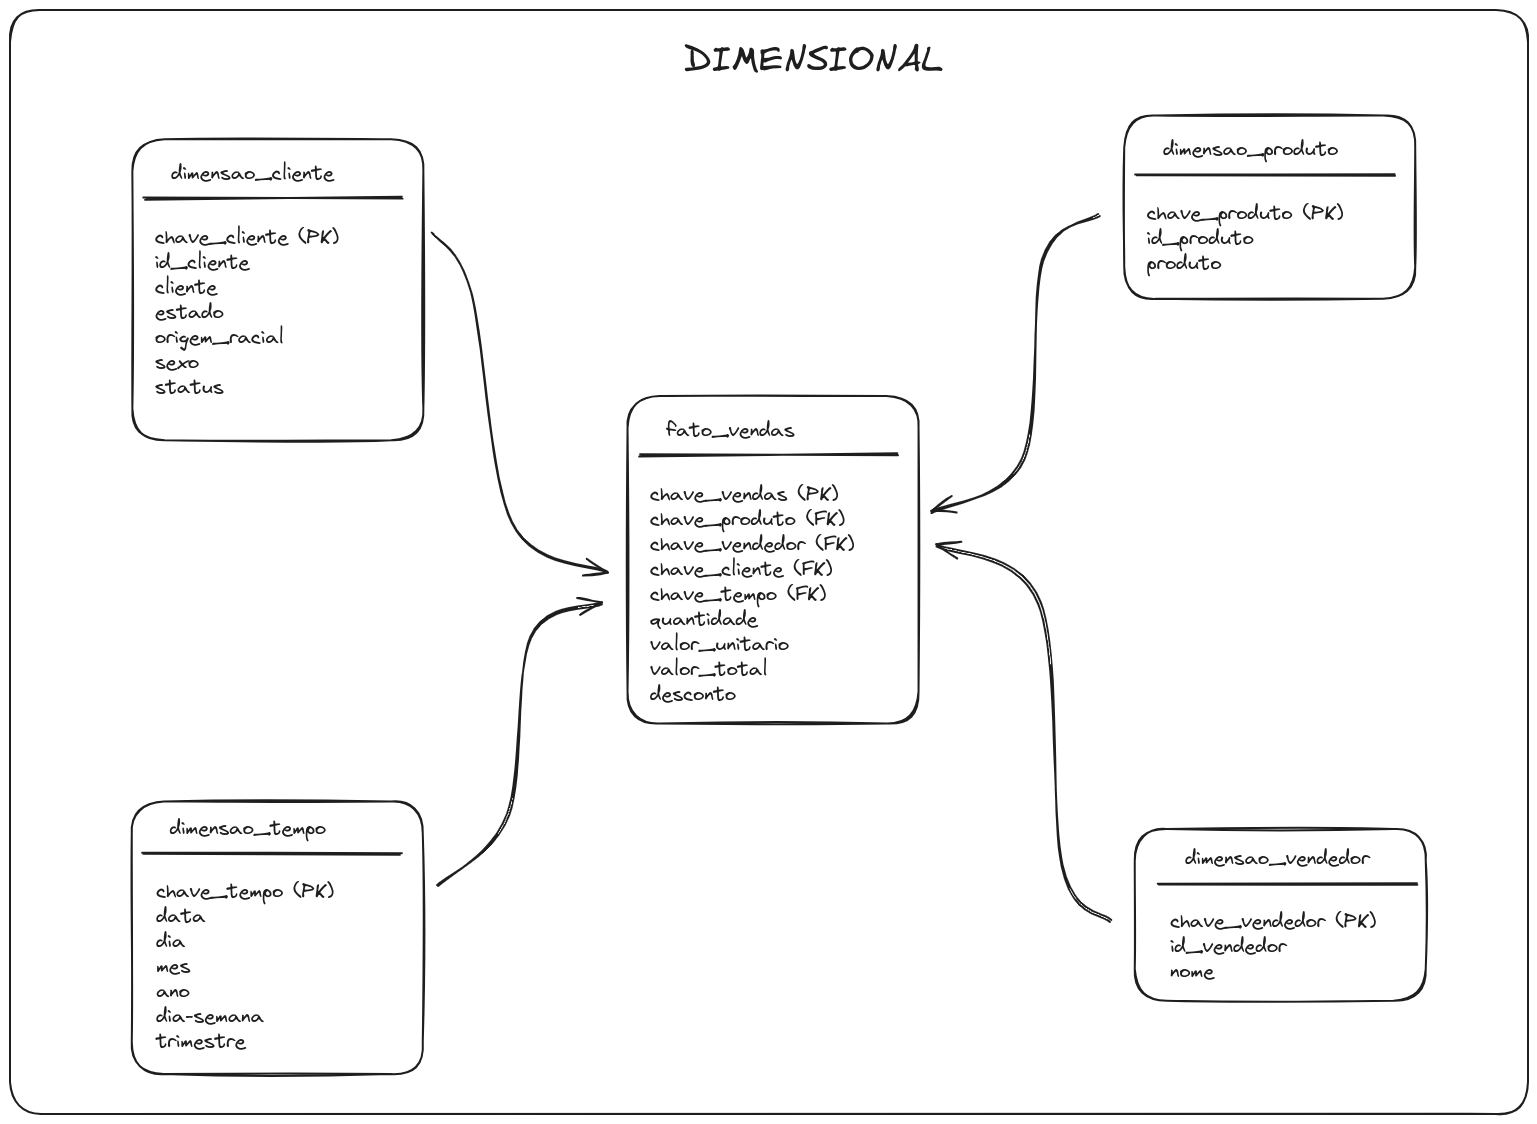 DIMENSIONAL
dimensao_cliente
chave_cliente (PK)
id_cliente
cliente
estado
origem_racial
sexo
status
dimensao_produto
chave_produto (PK)
id_produto
produto
fato_vendas
chave_vendas (PK)
chave_produto (FK)
chave_vendedor (FK)
chave_cliente (FK)
chave_tempo (FK)
quantidade
valor_unitario
valor_total
desconto
dimensao_tempo
chave_tempo (PK)
data
dia
mes
ano
dia-semana
trimestre
dimensao_vendedor
chave_vendedor (PK)
id_vendedor
nome